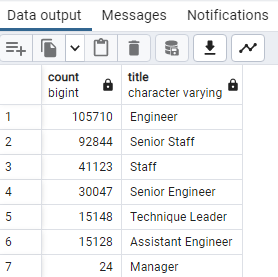 Data output Messages Notifications
count title
bigint character varying
1 105710 Engineer
2 92844 Senior Staff
3 41123 Staff
4 30047 Senior Engineer
5 15148 Technique Leader
6 15128 Assistant Engineer
7 24 Manager